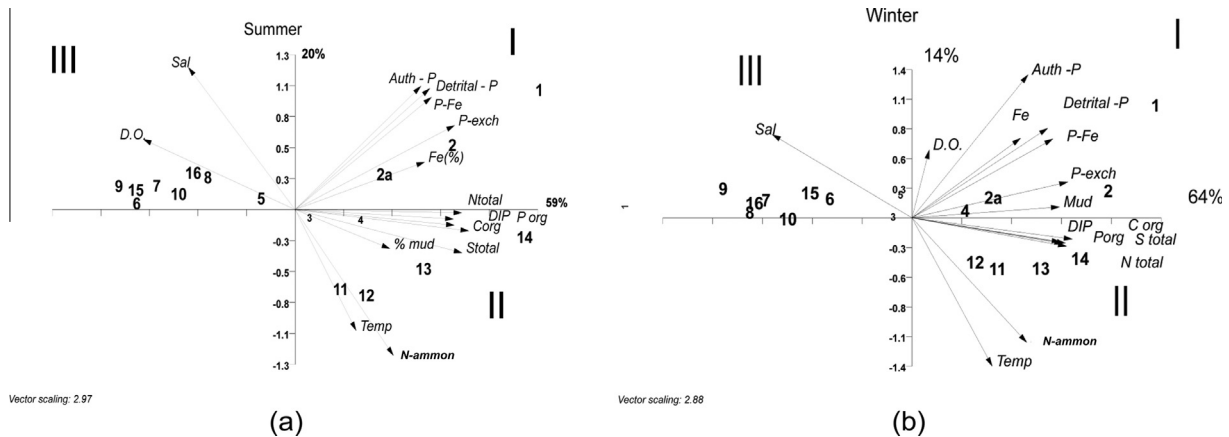 Summer
20%
I
III
1.3
1.1
0.8
0.5
0.3
-0.3
-0.5
-0.8
-1.1
-1.3
Sal
D.O.
Auth - P
Detrital - P
P-Fe
P-exch
Fe(%)
1
2
2a
16
8
9
15
7
10
6
5
Ntotal
59%
DIP P org
Corg
Stotal
% mud
3
4
14
13
11
12
II
Temp
N-ammon
Vector scaling: 2.97
(a)
Winter
14%
I
III
1.4
1.1
0.8
0.6
0.3
-0.3
-0.6
-0.8
-1.1
-1.4
Auth -P
Detrital -P
Fe
P-Fe
Sal
D.O.
P-exch
1
2
2a
Mud
64%
9
16
7
15
6
8
10
5
3
4
1
DIP
C org
Porg
S total
N total
12
11
13
14
II
N-ammon
Temp
Vector scaling: 2.88
(b)